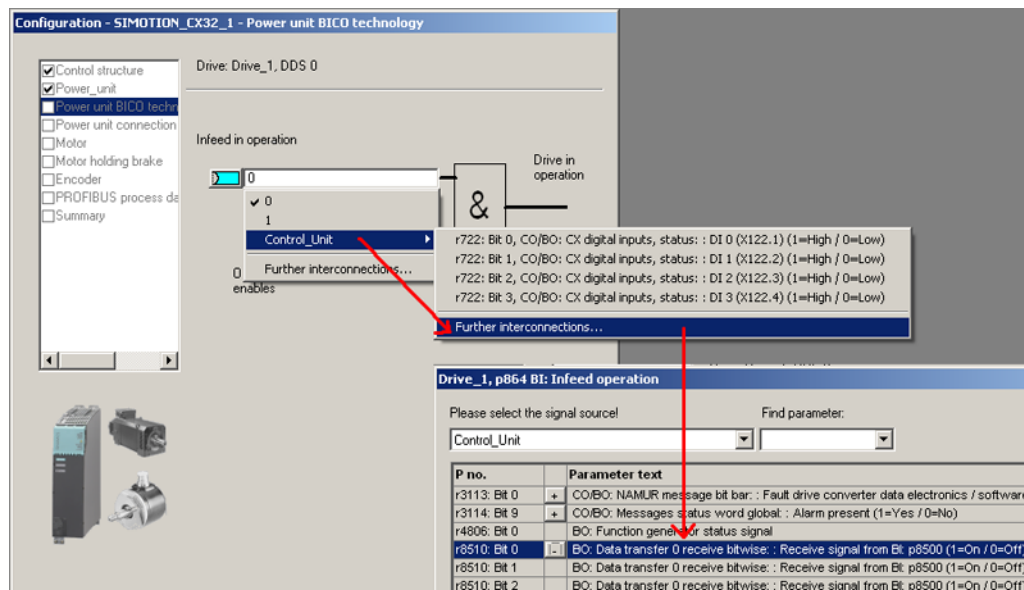 Configuration - SIMOTION_CX32_1 - Power unit BICO technology
Control structure
Power_unit
Power unit BICO techn
Power unit connection
Motor
Motor holding brake
Encoder
PROFIBUS process da
Summary
Drive: Drive_1, DDS 0
Infeed in operation
0
0
1
Control_Unit
Further interconnections...
0
enables
&
Drive in
operation
r722: Bit 0, CO/BO: CX digital inputs, status: : DI 0 (X122.1) (1=High / 0=Low)
r722: Bit 1, CO/BO: CX digital inputs, status: : DI 1 (X122.2) (1=High / 0=Low)
r722: Bit 2, CO/BO: CX digital inputs, status: : DI 2 (X122.3) (1=High / 0=Low)
r722: Bit 3, CO/BO: CX digital inputs, status: : DI 3 (X122.4) (1=High / 0=Low)
Further interconnections...
Drive_1, p864 BI: Infeed operation
Please select the signal source! Find parameter:
Control_Unit
P no. Parameter text
r3113: Bit 0 + CO/BO: NAMUR message bit bar: : Fault drive converter data electronics / software
r3114: Bit 9 + CO/BO: Messages status word global: : Alarm present (1=Yes / 0=No)
r4806: Bit 0 BO: Function generator status signal
r8510: Bit 0 - BO: Data transfer 0 receive bitwise: : Receive signal from BI: p8500 (1=On / 0=Off)
r8510: Bit 1 BO: Data transfer 0 receive bitwise: : Receive signal from BI: p8500 (1=On / 0=Off)
r8510: Bit 2 BO: Data transfer 0 receive bitwise: : Receive signal from BI: p8500 (1=On / 0=Off)